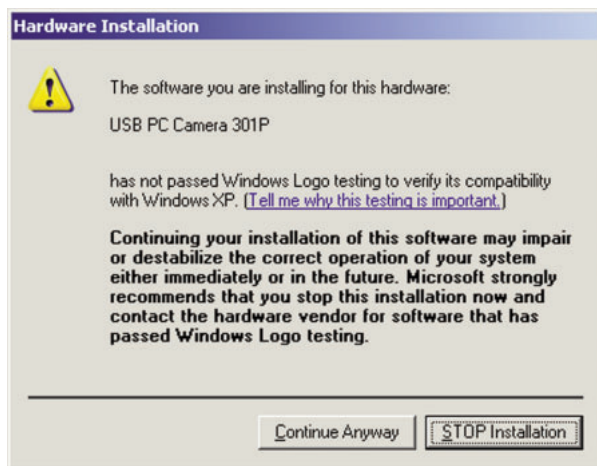 Hardware Installation
The software you are installing for this hardware:
USB PC Camera 301P
has not passed Windows Logo testing to verify its compatibility
with Windows XP. (Tell me why this testing is important.)
Continuing your installation of this software may impair
or destabilize the correct operation of your system
either immediately or in the future. Microsoft strongly
recommends that you stop this installation now and
contact the hardware vendor for software that has
passed Windows Logo testing.
Continue Anyway STOP Installation